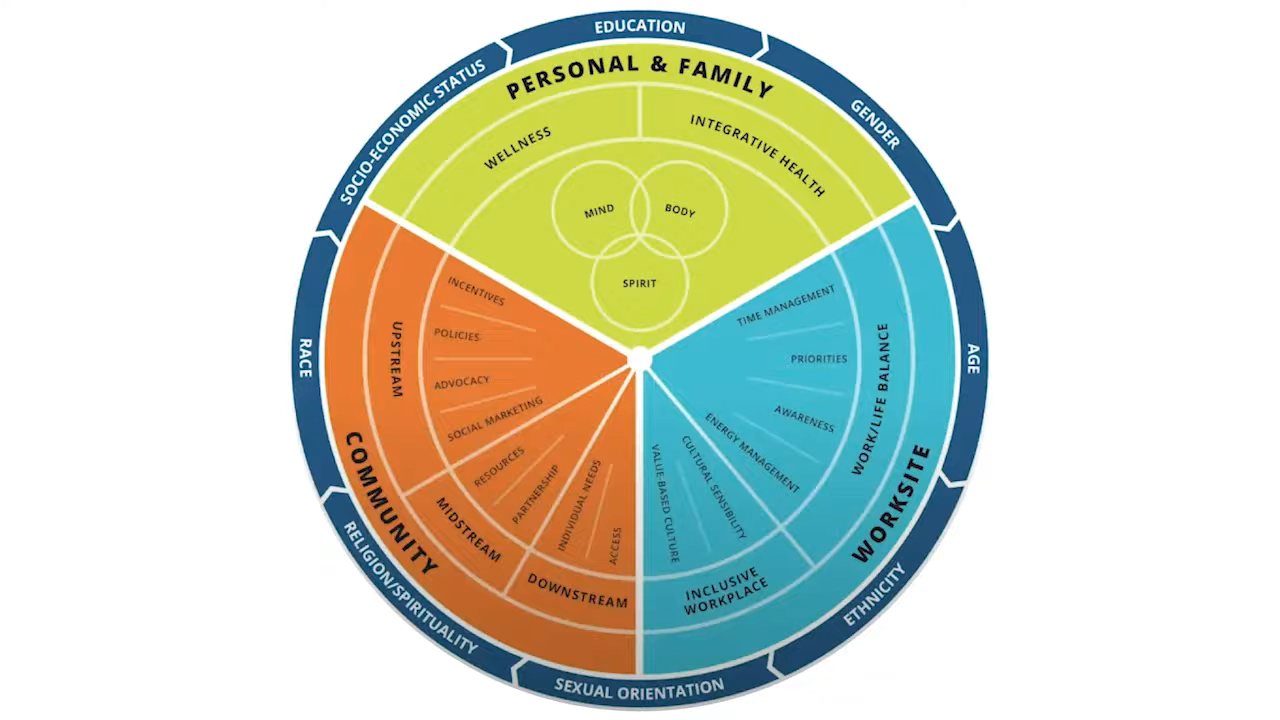 EDUCATION
GENDER
AGE
ETHNICITY
SEXUAL ORIENTATION
RELIGION/SPIRITUALITY
RACE
SOCIO-ECONOMIC STATUS
PERSONAL & FAMILY
WELLNESS
INTEGRATIVE HEALTH
MIND
BODY
SPIRIT
WORKSITE
WORK/LIFE BALANCE
TIME MANAGEMENT
PRIORITIES
AWARENESS
ENERGY MANAGEMENT
INCLUSIVE
WORKPLACE
CULTURAL SENSIBILITY
VALUE-BASED CULTURE
COMMUNITY
DOWNSTREAM
ACCESS
INDIVIDUAL NEEDS
MIDSTREAM
PARTNERSHIP
RESOURCES
UPSTREAM
SOCIAL MARKETING
ADVOCACY
POLICIES
INCENTIVES